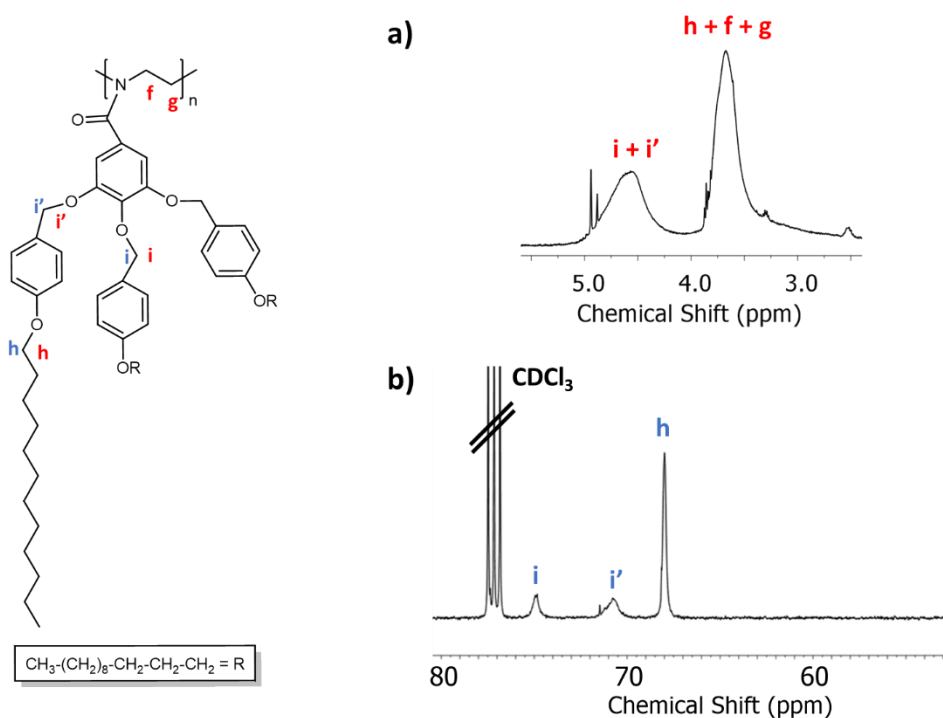 a)
h + f + g
i + i'
5.0 4.0 3.0
Chemical Shift (ppm)
N
f
g
n
O
O
O
O
i'
i'
i
i
OR
O
OR
h
h
CH₃-(CH₂)₈-CH₂-CH₂-CH₂ = R
b)
CDCl₃
h
i
i'
80 70 60
Chemical Shift (ppm)